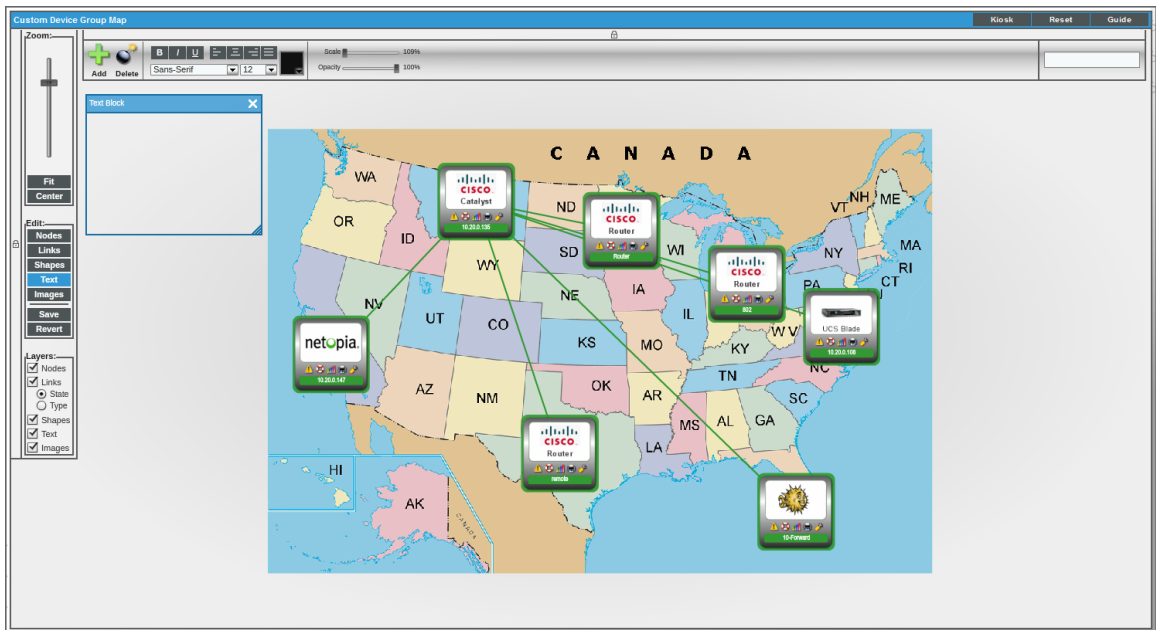 Custom Device Group Map
Kiosk Reset Guide
Zoom:
Fit
Center
Edit:
Nodes
Links
Shapes
Text
Images
Save
Revert
Layers:
Nodes
Links
State
Type
Shapes
Text
Images
Add Delete
B I U
Sans-Serif 12
Scale 109%
Opacity 100%
Text Block
CANADA
WA
OR
ID
NV
WY
UT
AZ
CO
NM
ND
SD
NE
KS
OK
IA
MO
AR
LA
WI
IL
KY
TN
MS
AL
GA
SC
NC
W V
PA
NY
VT
NH
ME
MA
RI
CT
HI
AK
CANADA
CISCO
Catalyst
10.20.0.135
CISCO
Router
Router
CISCO
Router
802
UCS Blade
10.20.0.108
netopia.
10.20.0.147
CISCO
Router
remote
10-Forward